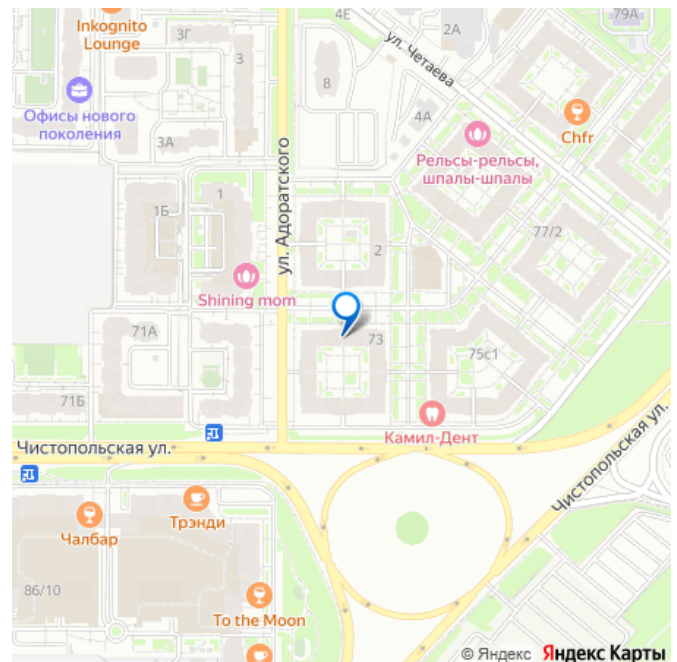 Inkognito
Lounge
3Г
3
4Е
2А
79А
ул. Четаева
8
Офисы нового
поколения
4А
Chfr
3А
Рельсы-рельсы,
шпалы-шпалы
1
1Б
ул. Адоратского
2
77/2
Shining mom
71А
73
75с1
71Б
Камил-Дент
Чистопольская ул.
Чистопольская ул.
Трэнди
Чалбар
86/10
To the Moon
© Яндекс Яндекс Карты